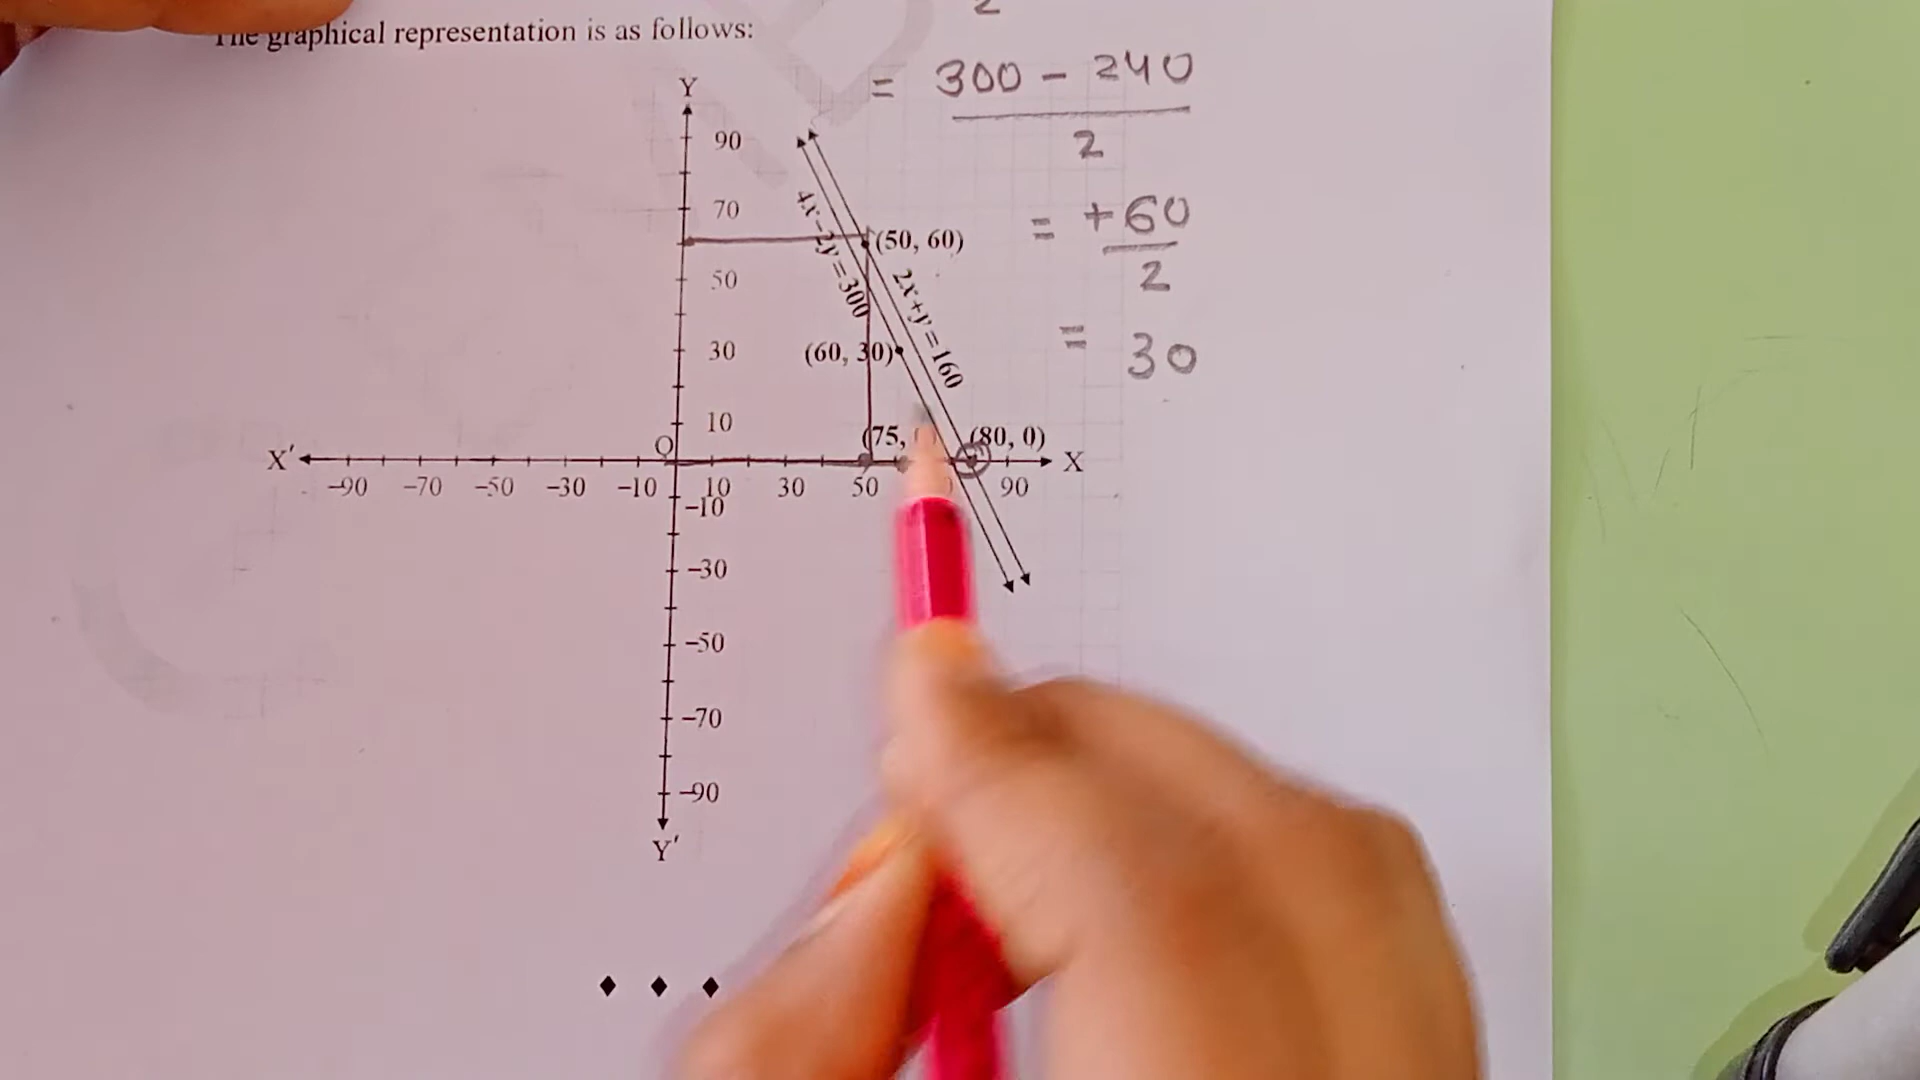 The graphical representation is as follows:
2
= 300 - 240
2
= +60
2
= 30
Y
90
70
50
30
10
4x-2y=300
2x+y=160
(50, 60)
(60, 30)
(75,
(80, 0)
X'
O
X
-90 -70 -50 -30 -10 10 30 50 90
-10
-30
-50
-70
-90
Y'